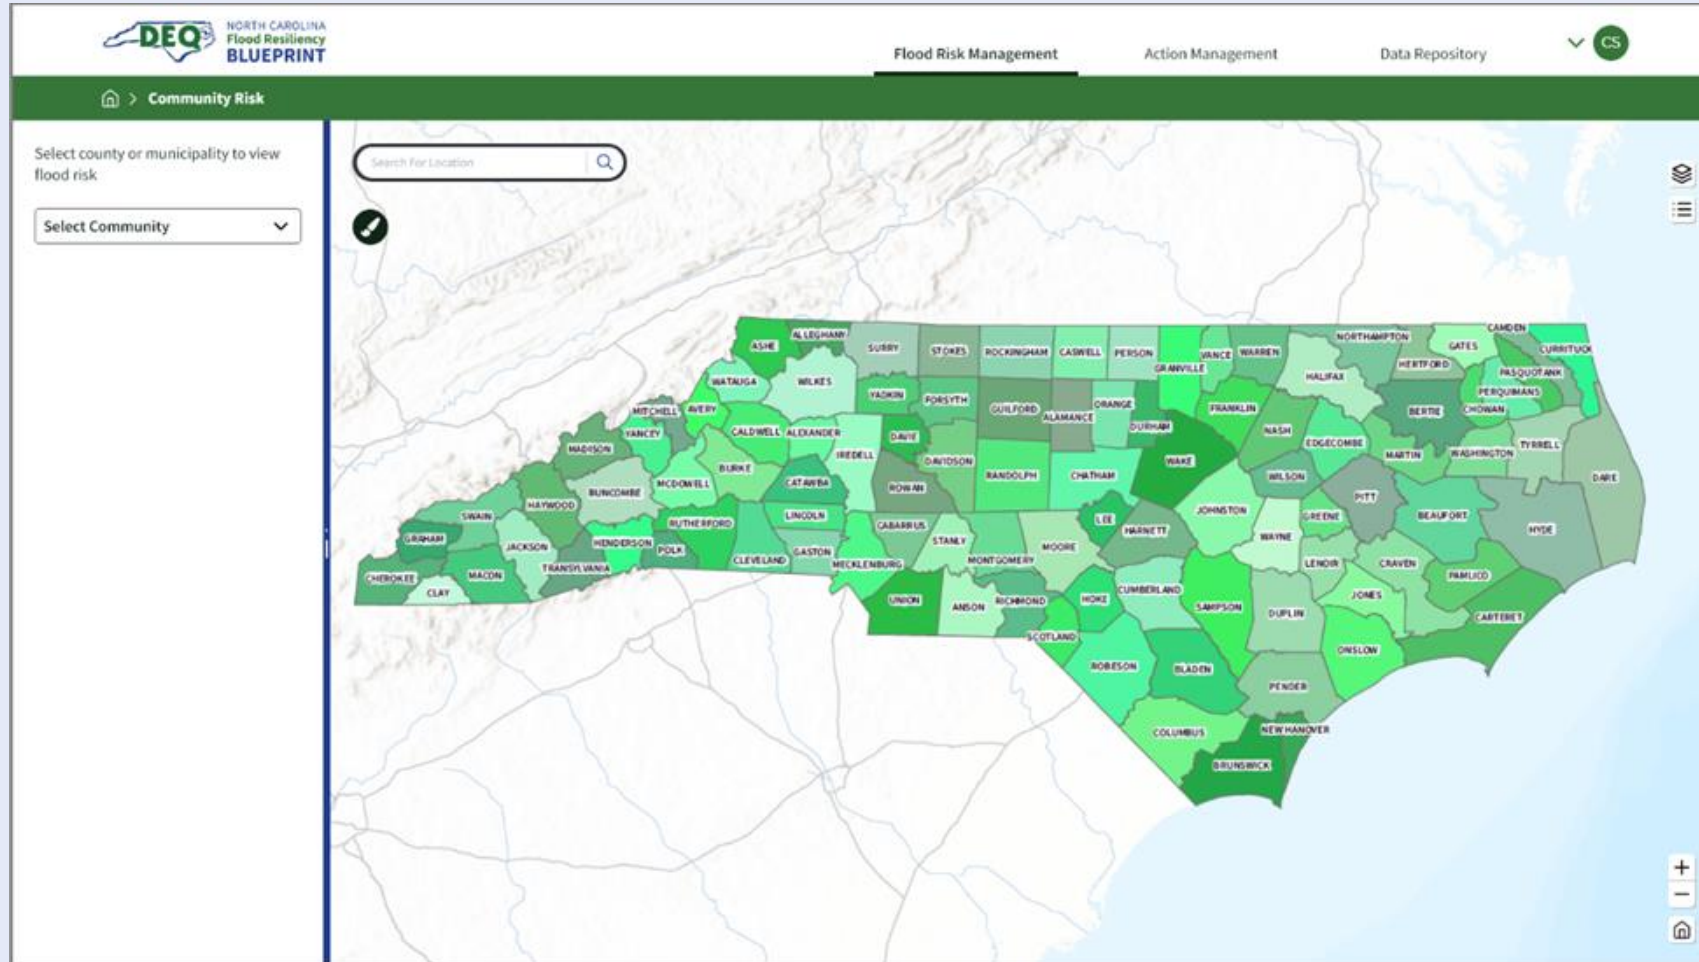 DEQ
NORTH CAROLINA
Flood Resiliency
BLUEPRINT
Flood Risk Management
Action Management
Data Repository
CS
> Community Risk
Select county or municipality to view
flood risk
Select Community
Search For Location
ASHE
ALLEGHANY
SURRY
STOKES
ROCKINGHAM
CASWELL
PERSON
GRANVILLE
VANCE
WARREN
NORTHAMPTON
HALIFAX
HERTFORD
GATES
CAMDEN
CURRITUCK
PASQUOTANK
PERQUIMANS
CHOWAN
BERTIE
WATAUGA
WILKES
YADKIN
FORSYTH
GUILFORD
ALAMANCE
ORANGE
DURHAM
FRANKLIN
NASH
EDGECOMBE
MARTIN
WASHINGTON
TYRRELL
DARE
MITCHELL
AVERY
YANCEY
CALDWELL
ALEXANDER
IREDELL
DAVIE
DAVIDSON
RANDOLPH
CHATHAM
WAKE
WILSON
PITT
BEAUFORT
HYDE
MADISON
BUNCOMBE
MCDOWELL
BURKE
CATAWBA
ROWAN
HAYWOOD
SWAIN
GRAHAM
JACKSON
HENDERSON
POLK
RUTHERFORD
LINCOLN
CLEVELAND
GASTON
MECKLENBURG
CABARRUS
STANLY
MONTGOMERY
MOORE
LEE
HARNETT
JOHNSTON
WAYNE
GREENE
LENOIR
CRAVEN
PAMLICO
CHEROKEE
CLAY
MACON
TRANSYLVANIA
UNION
ANSON
RICHMOND
SCOTLAND
HOKE
CUMBERLAND
SAMPSON
DUPLIN
JONES
CARTERET
ONSLOW
ROBESON
BLADEN
PENDER
COLUMBUS
NEW HANOVER
BRUNSWICK
+
−